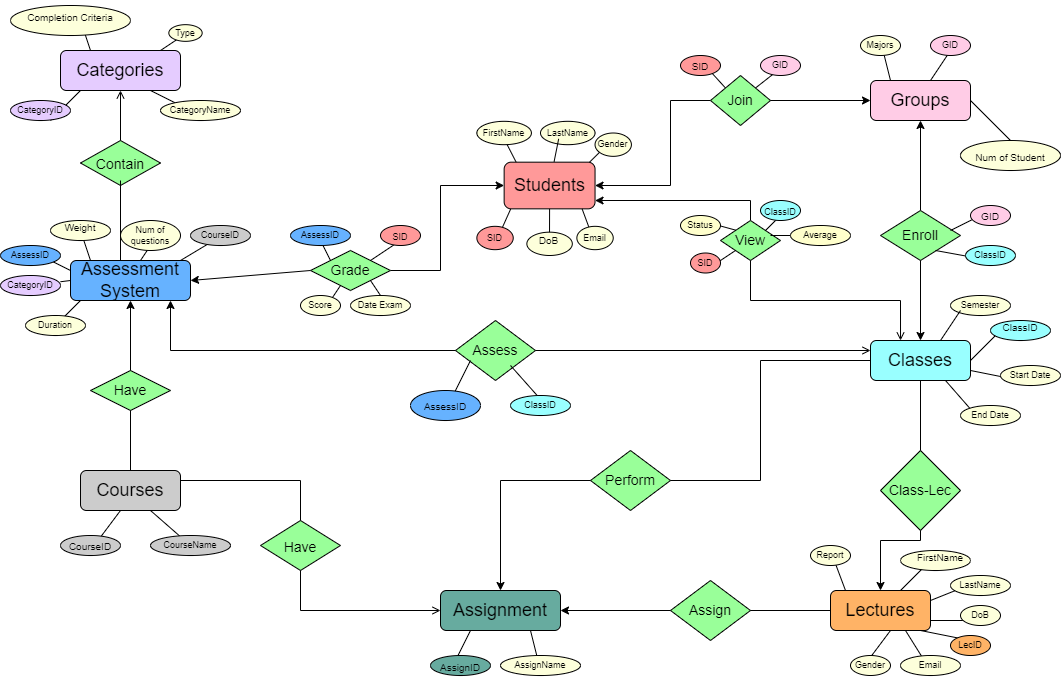 Completion Criteria
Type
Categories
CategoryID
CategoryName
Contain
Weight
Num of
questions
CourseID
AssessID
CategoryID
Assessment
System
Duration
AssessID
SID
Grade
Score
Date Exam
FirstName
LastName
Gender
Students
SID
DoB
Email
SID
GID
Join
Majors
GID
Groups
Num of Student
Status
ClassID
View
Average
SID
GID
Enroll
ClassID
Semester
ClassID
Classes
Start Date
End Date
Assess
AssessID
ClassID
Have
Courses
CourseID
CourseName
Have
Perform
Class-Lec
Assignment
AssignID
AssignName
Assign
Report
FirstName
LastName
Lectures
DoB
LecID
Gender
Email